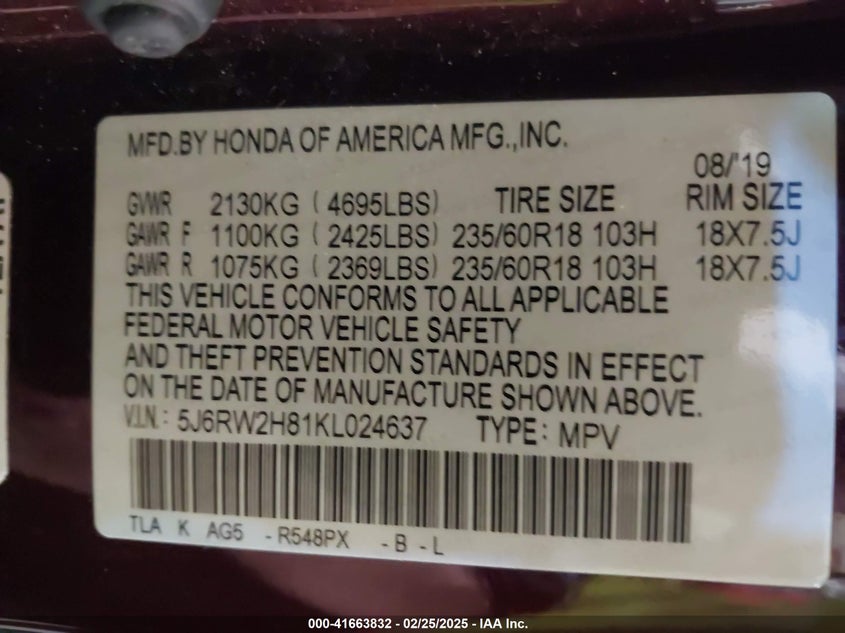 MFD.BY HONDA OF AMERICA MFG.,INC.
08/'19
GVWR 2130KG ( 4695LBS) TIRE SIZE RIM SIZE
GAWR F 1100KG ( 2425LBS) 235/60R18 103H 18X7.5J
GAWR R 1075KG ( 2369LBS) 235/60R18 103H 18X7.5J
THIS VEHICLE CONFORMS TO ALL APPLICABLE
FEDERAL MOTOR VEHICLE SAFETY
AND THEFT PREVENTION STANDARDS IN EFFECT
ON THE DATE OF MANUFACTURE SHOWN ABOVE.
V.I.N.: 5J6RW2H81KL024637 TYPE: MPV
TLA K AG5 -R548PX -B -L
000-41663832 - 02/25/2025 - IAA Inc.